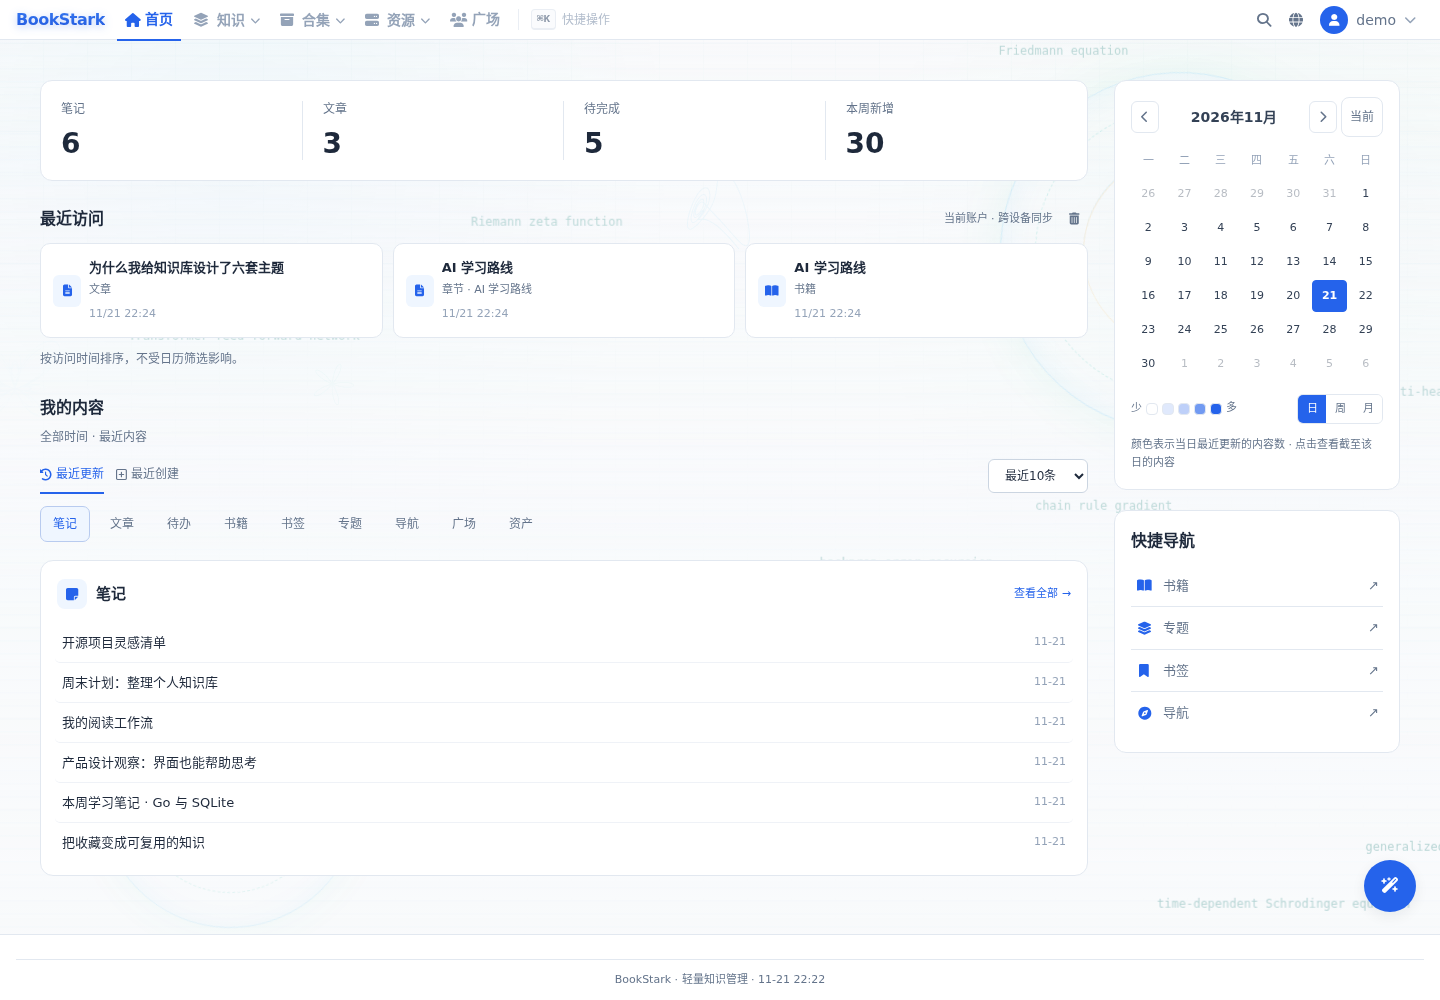 BookStark 首页 知识 合集 资源 广场 ⌘K 快捷操作 demo
Friedmann equation
笔记 文章 待完成 本周新增
6 3 5 30
最近访问
Riemann zeta function
当前账户 · 跨设备同步
为什么我给知识库设计了六套主题
文章
11/21 22:24
AI 学习路线
章节 · AI 学习路线
11/21 22:24
AI 学习路线
书籍
11/21 22:24
按访问时间排序，不受日历筛选影响。
我的内容
全部时间 · 最近内容
最近更新 最近创建
最近10条
笔记 文章 待办 书籍 书签 专题 导航 广场 资产
笔记
查看全部 →
开源项目灵感清单 11-21
周末计划：整理个人知识库 11-21
我的阅读工作流 11-21
产品设计观察：界面也能帮助思考 11-21
本周学习笔记 · Go 与 SQLite 11-21
把收藏变成可复用的知识 11-21
2026年11月 当前
一 二 三 四 五 六 日
26 27 28 29 30 31 1
2 3 4 5 6 7 8
9 10 11 12 13 14 15
16 17 18 19 20 21 22
23 24 25 26 27 28 29
30 1 2 3 4 5 6
少 多 日 周 月
颜色表示当日最近更新的内容数 · 点击查看截至该
日的内容
chain rule gradient
快捷导航
书籍 ↗
专题 ↗
书签 ↗
导航 ↗
generalized
time-dependent Schrodinger
BookStark · 轻量知识管理 · 11-21 22:22